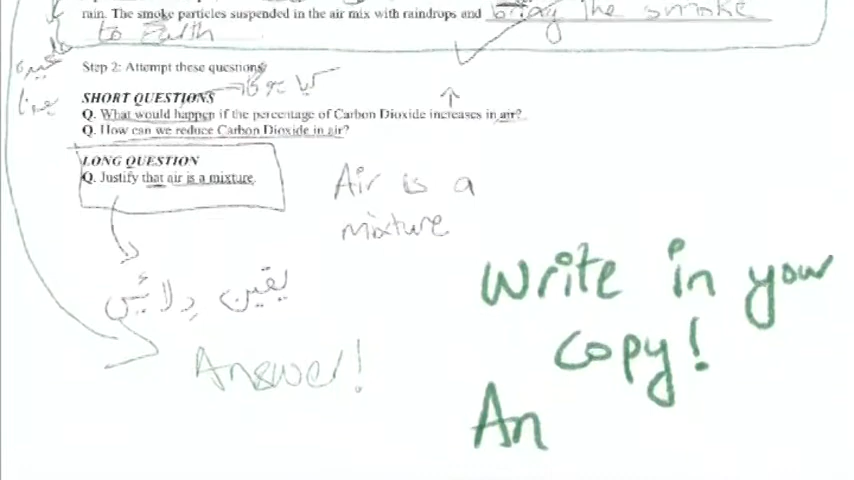 rain. The smoke particles suspended in the air mix with raindrops and bring the smoke
to Earth
Step 2: Attempt these questions
کیا ہوگا
SHORT QUESTIONS
Q. What would happen if the percentage of Carbon Dioxide increases in air?
Q. How can we reduce Carbon Dioxide in air?
LONG QUESTION
Q. Justify that air is a mixture.
Air is a
mixture
یقین دِلائیں
Answer!
Write in your
copy!
An